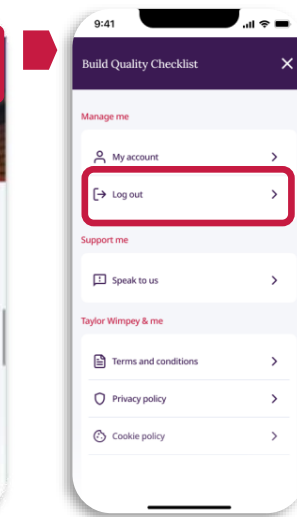 9:41
Build Quality Checklist
Manage me
My account
Log out
Support me
Speak to us
Taylor Wimpey & me
Terms and conditions
Privacy policy
Cookie policy